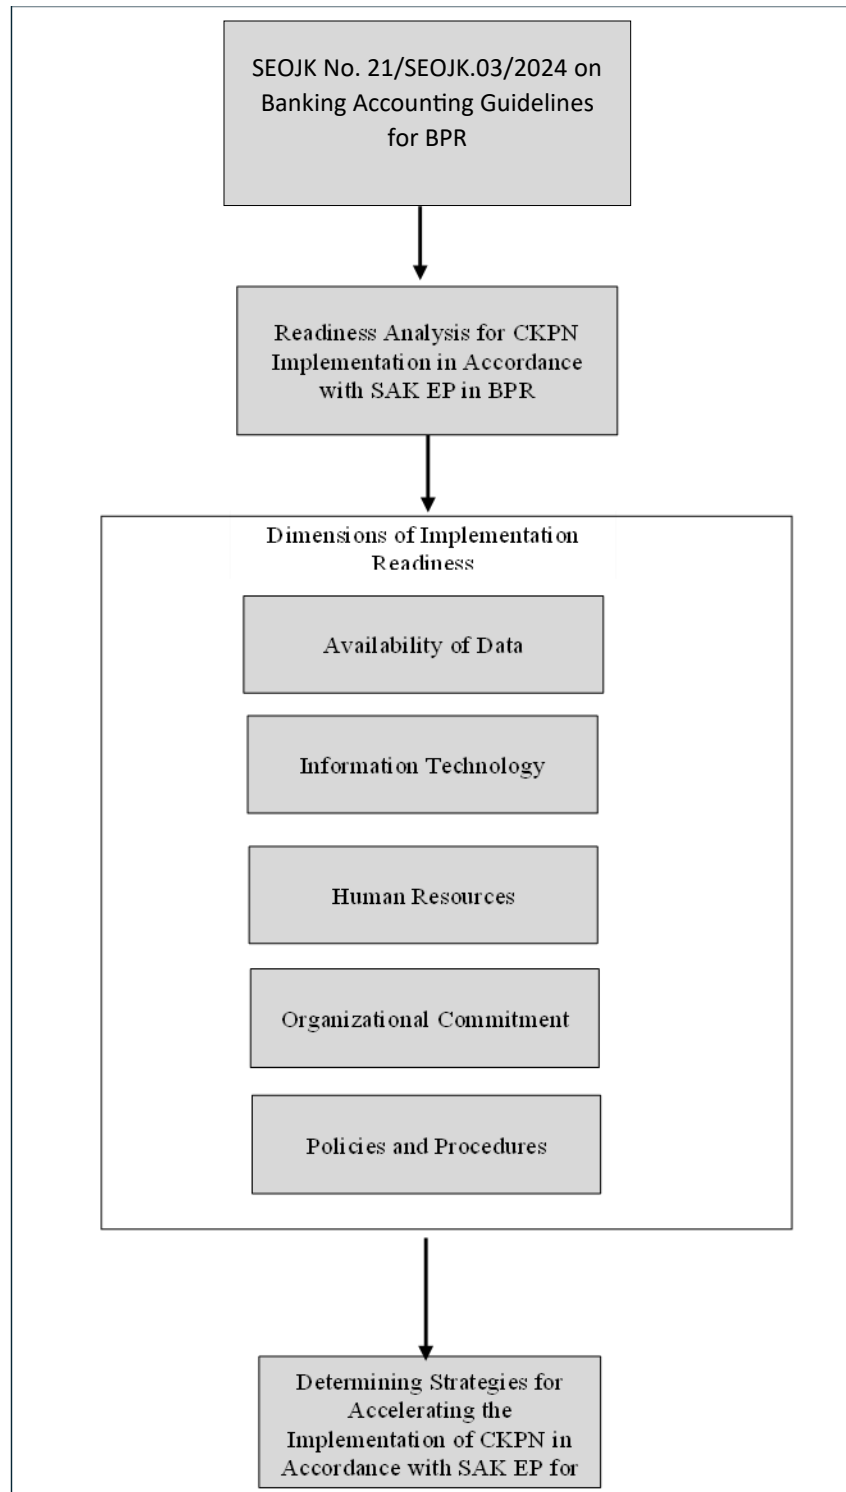 SEOJK No. 21/SEOJK.03/2024 on
Banking Accounting Guidelines
for BPR
Readiness Analysis for CKPN
Implementation in Accordance
with SAK EP in BPR
Dimensions of Implementation
Readiness
Availability of Data
Information Technology
Human Resources
Organizational Commitment
Policies and Procedures
Determining Strategies for
Accelerating the
Implementation of CKPN in
Accordance with SAK EP for